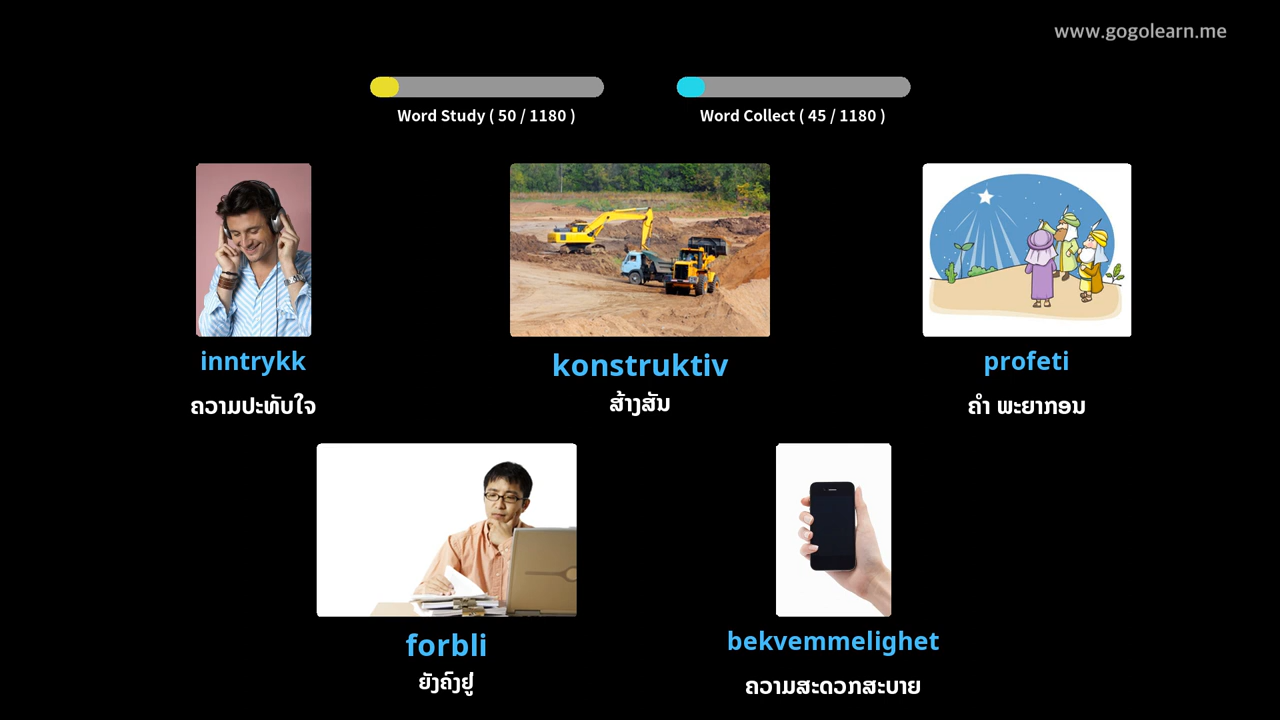 www.gogolearn.me
Word Study ( 50 / 1180 )
Word Collect ( 45 / 1180 )
inntrykk
ຄວາມປະທັບໃຈ
konstruktiv
ສ້າງສັນ
profeti
ຄໍາ ພະຍາກອນ
forbli
ຍັງຄົງຢູ່
bekvemmelighet
ຄວາມສະດວກສະບາຍ